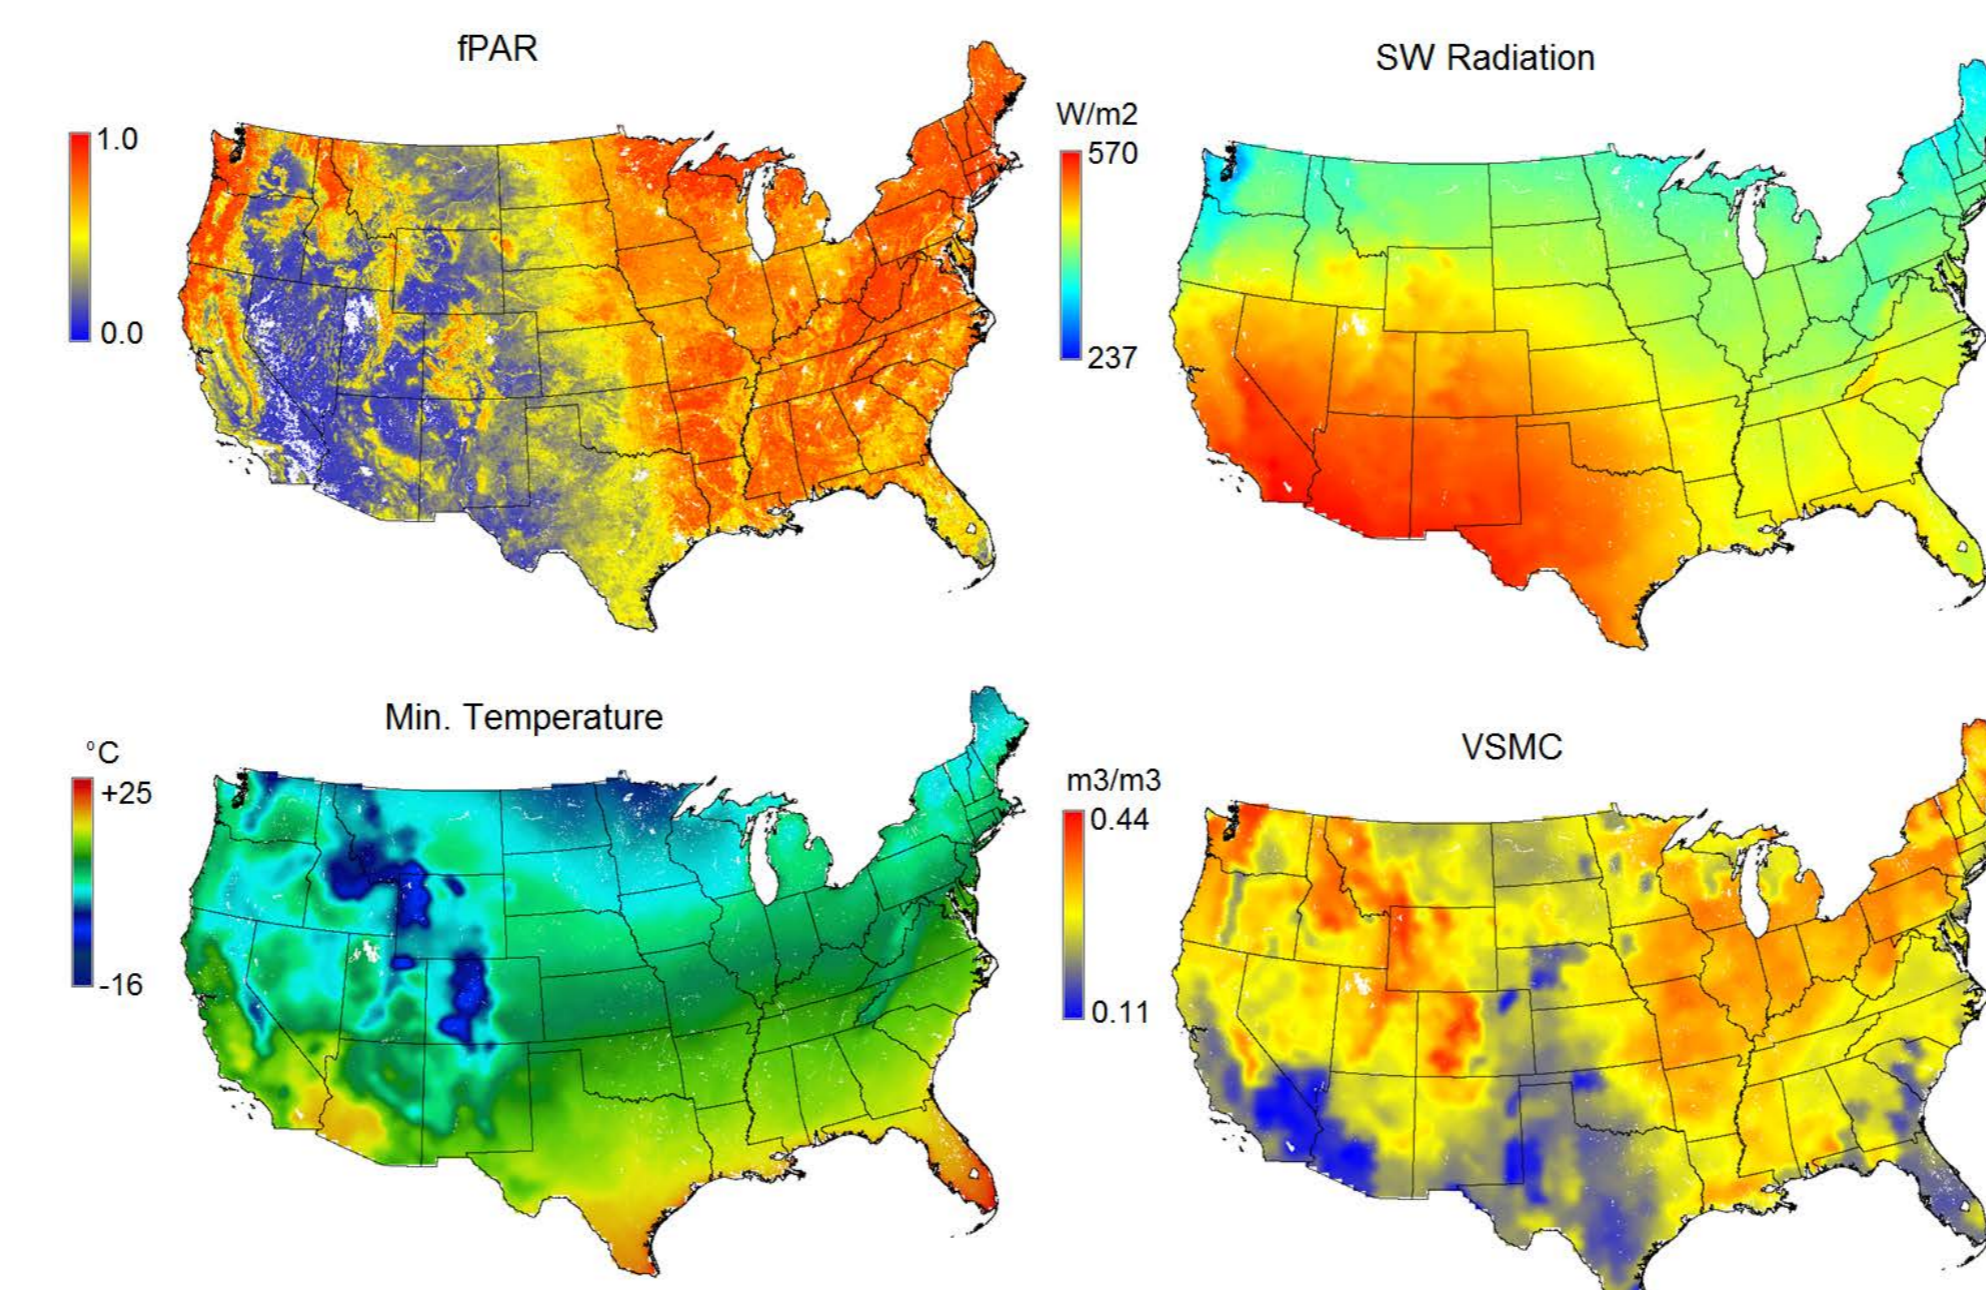 fPAR
1.0
0.0
SW Radiation
W/m2
570
237
Min. Temperature
°C
+25
-16
VSMC
m3/m3
0.44
0.11